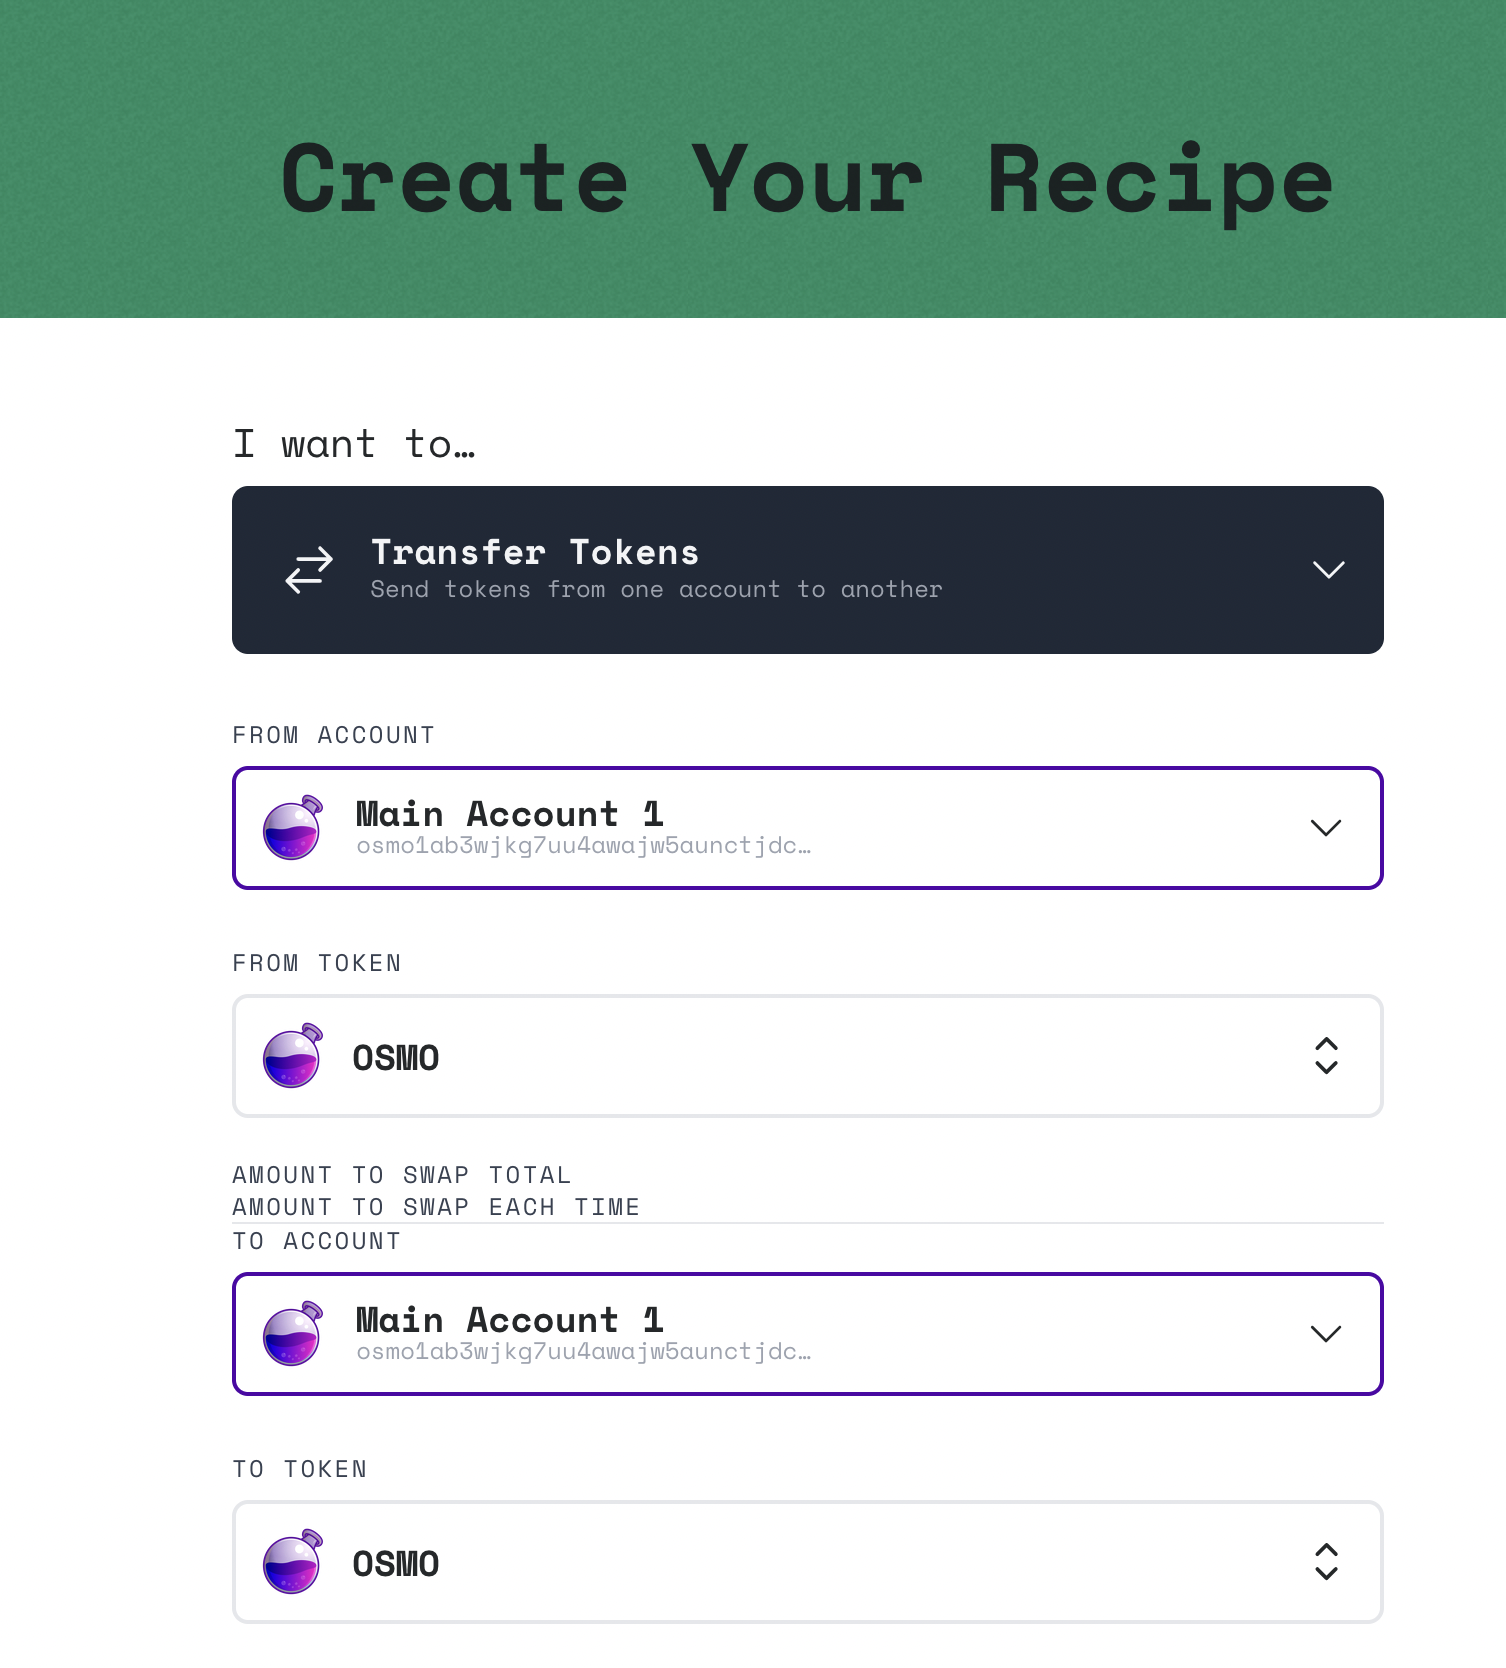 Create Your Recipe
I want to…
Transfer Tokens
Send tokens from one account to another
FROM ACCOUNT
Main Account 1
osmo1ab3wjkg7uu4awajw5aunctjdc…
FROM TOKEN
OSMO
AMOUNT TO SWAP TOTAL
AMOUNT TO SWAP EACH TIME
TO ACCOUNT
Main Account 1
osmo1ab3wjkg7uu4awajw5aunctjdc…
TO TOKEN
OSMO